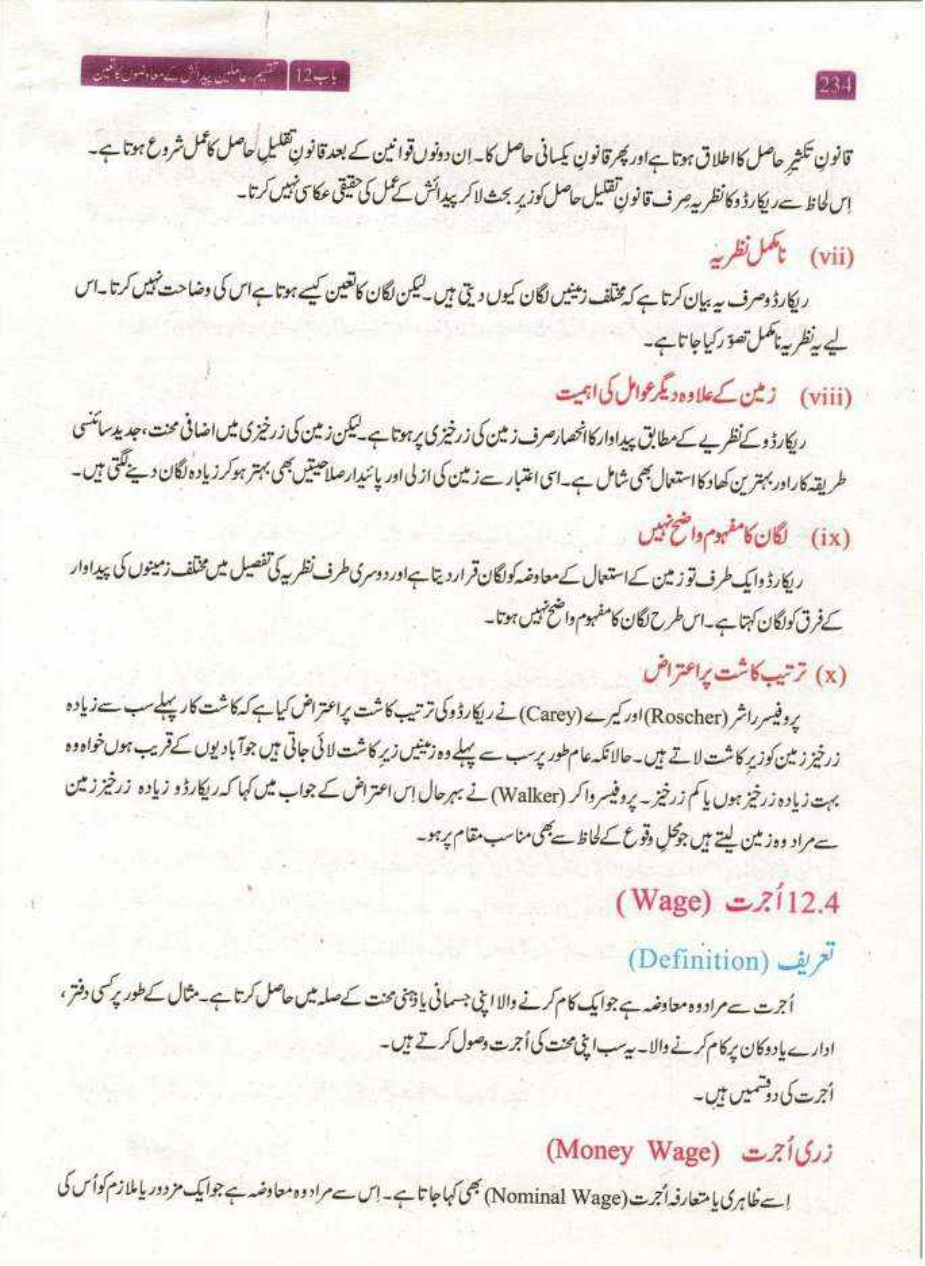 234
باب 12 تقسیم۔ عاملین پیدائش کے معاوضوں کا تعین
قانونِ تکثیرِ حاصل کا اطلاق ہوتا ہے اور پھر قانونِ یکسانی حاصل کا۔ اِن دونوں قوانین کے بعد قانونِ تقلیلِ حاصل کا عمل شروع ہوتا ہے۔
اِس لحاظ سے ریکارڈو کا نظریہ صِرف قانونِ تقلیل حاصل کو زیرِ بحث لا کر پیدائش کے عمل کی حقیقی عکاسی نہیں کرتا۔
(vii) نامکمل نظریہ
ریکارڈو صرف یہ بیان کرتا ہے کہ مختلف زمینیں لگان کیوں دیتی ہیں۔ لیکن لگان کا تعین کیسے ہوتا ہے اس کی وضاحت نہیں کرتا۔ اس
لیے یہ نظریہ نامکمل تصوّر کیا جاتا ہے۔
(viii) زمین کے علاوہ دیگر عوامل کی اہمیت
ریکارڈو کے نظریے کے مطابق پیداوار کا انحصار صرف زمین کی زرخیزی پر ہوتا ہے۔ لیکن زمین کی زرخیزی میں اضافی محنت، جدید سائنسی
طریقہ کار اور بہترین کھاد کا استعمال بھی شامل ہے۔ اسی اعتبار سے زمین کی ازلی اور پائیدار صلاحیتیں بھی بہتر ہو کر زیادہ لگان دینے لگتی ہیں۔
(ix) لگان کا مفہوم واضح نہیں
ریکارڈو ایک طرف تو زمین کے استعمال کے معاوضہ کو لگان قرار دیتا ہے اور دوسری طرف نظریہ کی تفصیل میں مختلف زمینوں کی پیداوار
کے فرق کو لگان کہتا ہے۔ اس طرح لگان کا مفہوم واضح نہیں ہوتا۔
(x) ترتیب کاشت پر اعتراض
پروفیسر راشر (Roscher) اور کیرے (Carey) نے ریکارڈو کی ترتیب کاشت پر اعتراض کیا ہے کہ کاشت کار پہلے سب سے زیادہ
زرخیز زمین کو زیرِ کاشت لاتے ہیں۔ حالانکہ عام طور پر سب سے پہلے وہ زمینیں زیرِ کاشت لائی جاتی ہیں جو آبادیوں کے قریب ہوں خواہ وہ
بہت زیادہ زرخیز ہوں یا کم زرخیز۔ پروفیسر واکر (Walker) نے بہرحال اِس اعتراض کے جواب میں کہا کہ ریکارڈو زیادہ زرخیز زمین
سے مراد وہ زمین لیتے ہیں جو محلِ وقوع کے لحاظ سے بھی مناسب مقام پر ہو۔
12.4 اُجرت (Wage)
تعریف (Definition)
اُجرت سے مراد وہ معاوضہ ہے جو ایک کام کرنے والا اپنی جسمانی یا ذہنی محنت کے صلہ میں حاصل کرتا ہے۔ مثال کے طور پر کسی دفتر،
ادارے یا دوکان پر کام کرنے والا۔ یہ سب اپنی محنت کی اُجرت وصول کرتے ہیں۔
اُجرت کی دو قسمیں ہیں۔
زری اُجرت (Money Wage)
اِسے ظاہری یا متعارفہ اُجرت (Nominal Wage) بھی کہا جاتا ہے۔ اِس سے مراد وہ معاوضہ ہے جو ایک مزدور یا ملازم کو اُس کی